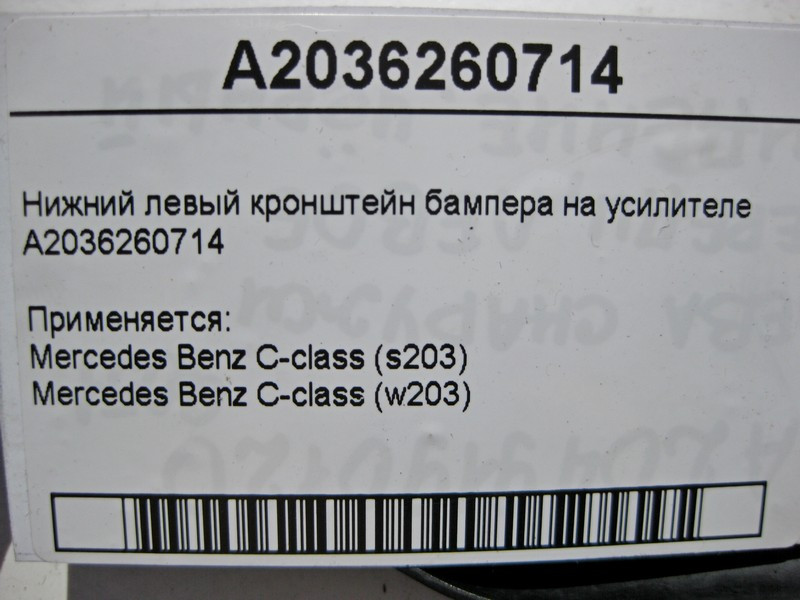 A2036260714
Нижний левый кронштейн бампера на усилителе
A2036260714
Применяется:
Mercedes Benz C-class (s203)
Mercedes Benz C-class (w203)